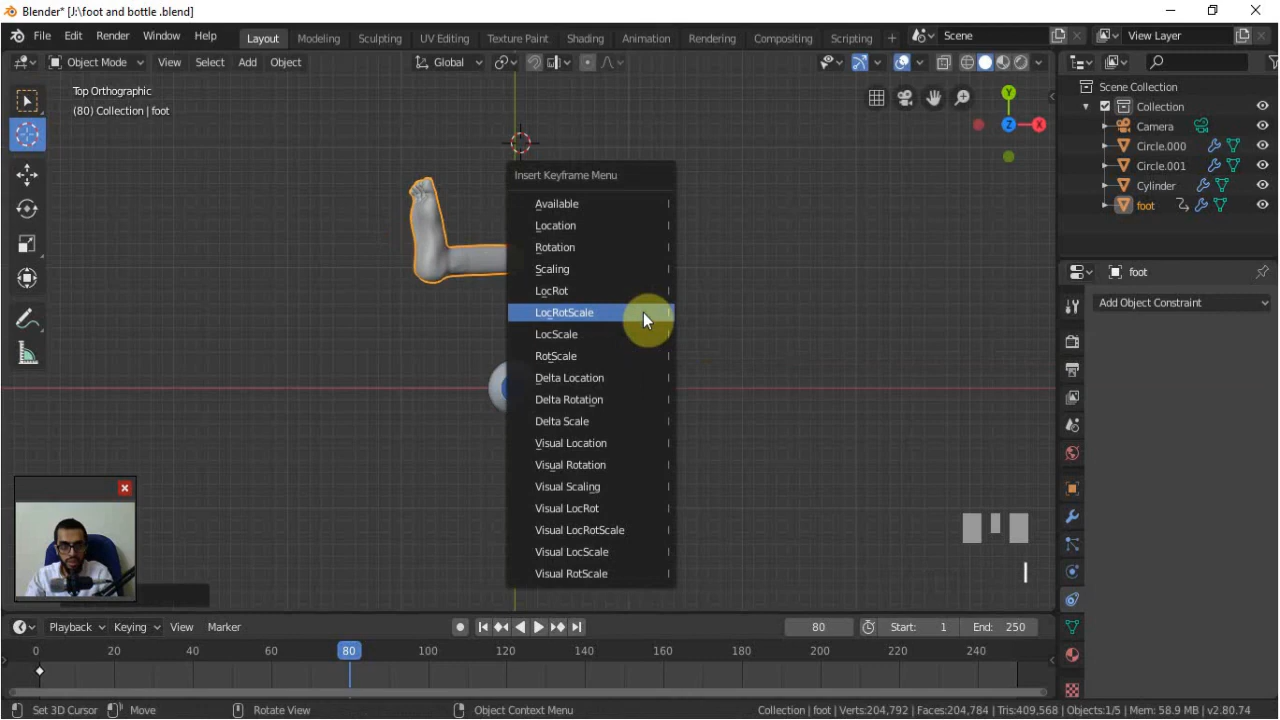 Blender* [J:\foot and bottle .blend]
File Edit Render Window Help Layout Modeling Sculpting UV Editing Texture Paint Shading Animation Rendering Compositing Scripting + Scene View Layer
Object Mode View Select Add Object Global
Top Orthographic
(80) Collection | foot
Y
Z
X
Scene Collection
Collection
Camera
Circle.000
Circle.001
Cylinder
foot
foot
Add Object Constraint
Insert Keyframe Menu
Available I
Location I
Rotation I
Scaling I
LocRot I
LocRotScale I
LocScale I
RotScale I
Delta Location I
Delta Rotation I
Delta Scale I
Visual Location I
Visual Rotation I
Visual Scaling I
Visual LocRot I
Visual LocRotScale I
Visual LocScale I
Visual RotScale I
I
Playback Keying View Marker 80 Start: 1 End: 250
0 20 40 60 80 100 120 140 160 180 200 220 240
Set 3D Cursor Move Rotate View Object Context Menu Collection | foot | Verts:204,792 | Faces:204,784 | Tris:409,568 | Objects:1/5 | Mem: 58.9 MB | v2.80.74